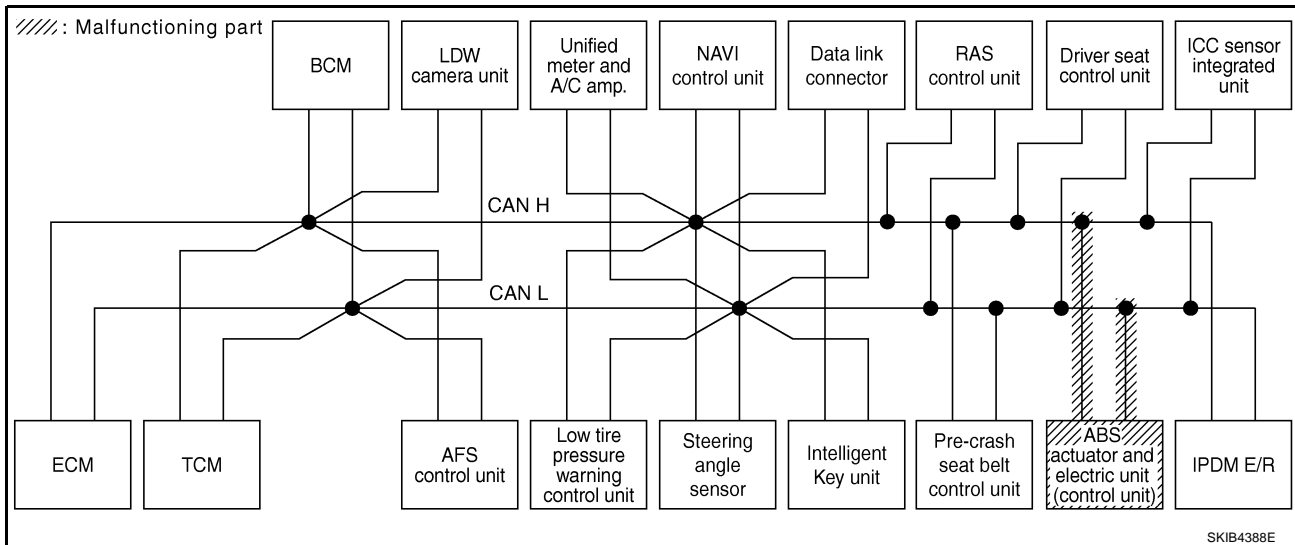 : Malfunctioning part
BCM
LDW
camera unit
Unified
meter and
A/C amp.
NAVI
control unit
Data link
connector
RAS
control unit
Driver seat
control unit
ICC sensor
integrated
unit
CAN H
CAN L
ECM
TCM
AFS
control unit
Low tire
pressure
warning
control unit
Steering
angle
sensor
Intelligent
Key unit
Pre-crash
seat belt
control unit
ABS
actuator and
electric unit
(control unit)
IPDM E/R
SKIB4388E